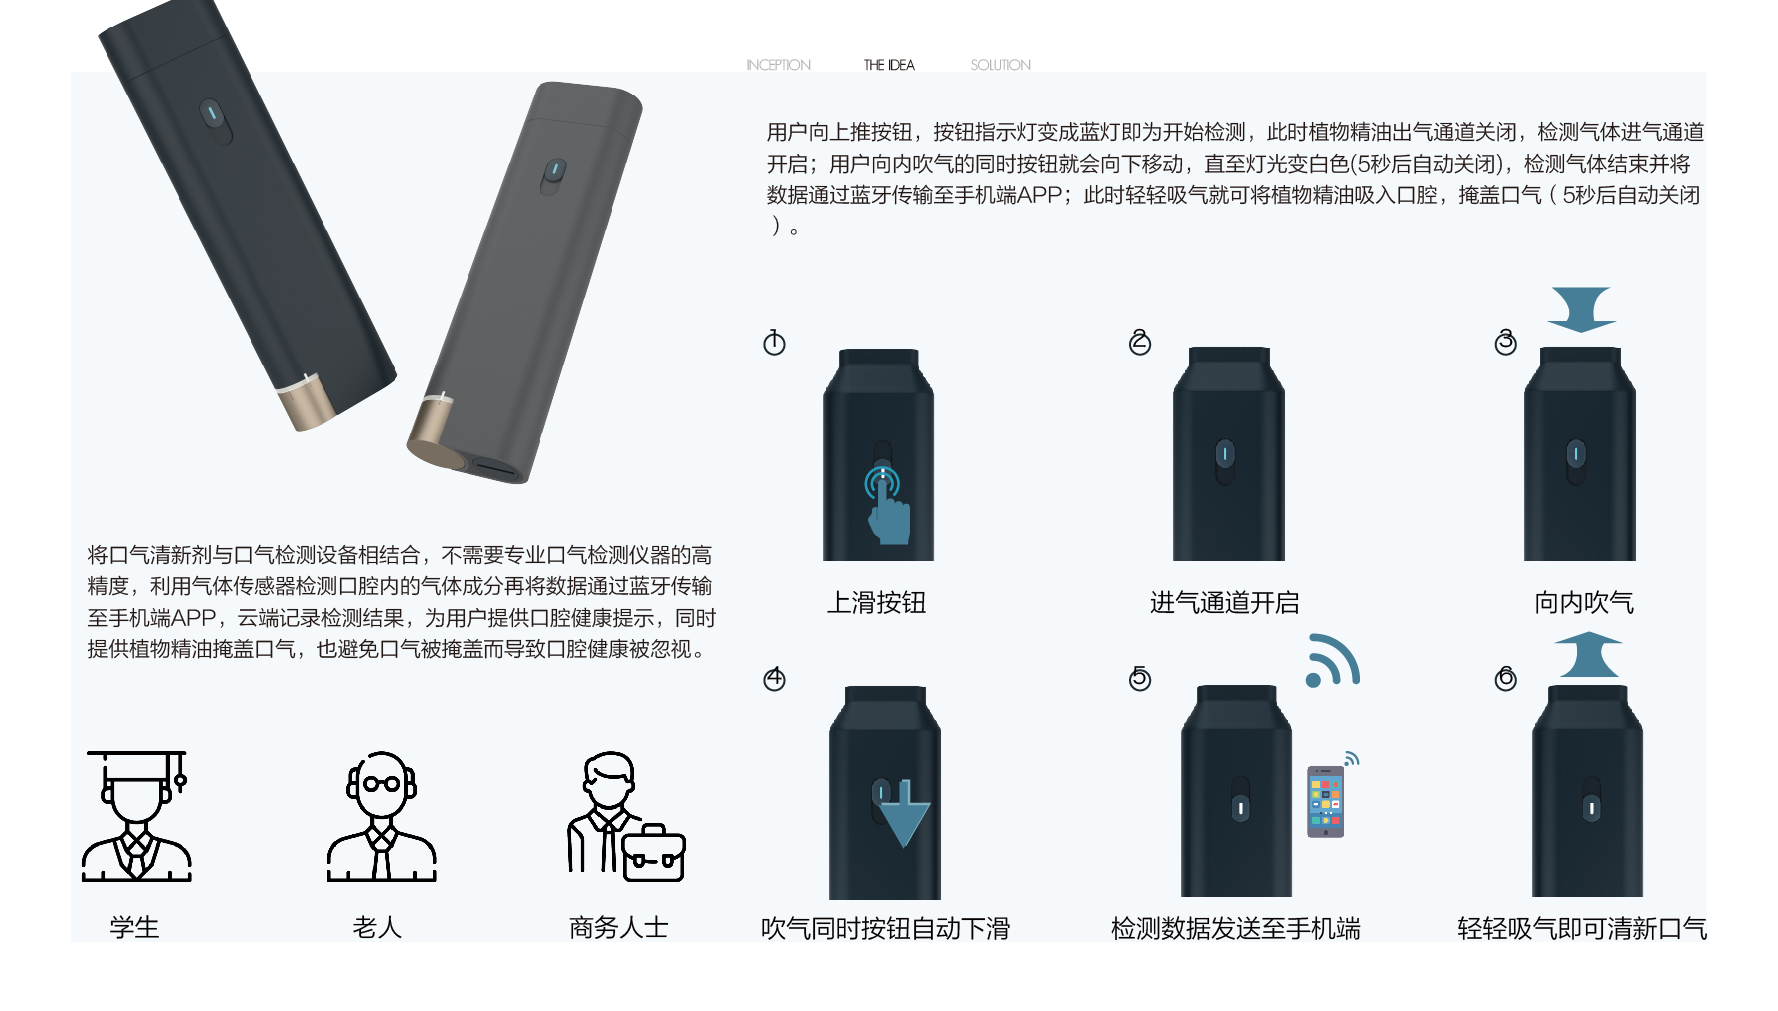 INCEPTION THE IDEA SOLUTION
用户向上推按钮，按钮指示灯变成蓝灯即为开始检测，此时植物精油出气通道关闭，检测气体进气通道
开启；用户向内吹气的同时按钮就会向下移动，直至灯光变白色(5秒后自动关闭)，检测气体结束并将
数据通过蓝牙传输至手机端APP；此时轻轻吸气就可将植物精油吸入口腔，掩盖口气（5秒后自动关闭
）。
将口气清新剂与口气检测设备相结合，不需要专业口气检测仪器的高
精度，利用气体传感器检测口腔内的气体成分再将数据通过蓝牙传输
至手机端APP，云端记录检测结果，为用户提供口腔健康提示，同时
提供植物精油掩盖口气，也避免口气被掩盖而导致口腔健康被忽视。
学生
老人
商务人士
1
上滑按钮
2
进气通道开启
3
向内吹气
4
吹气同时按钮自动下滑
5
检测数据发送至手机端
6
轻轻吸气即可清新口气